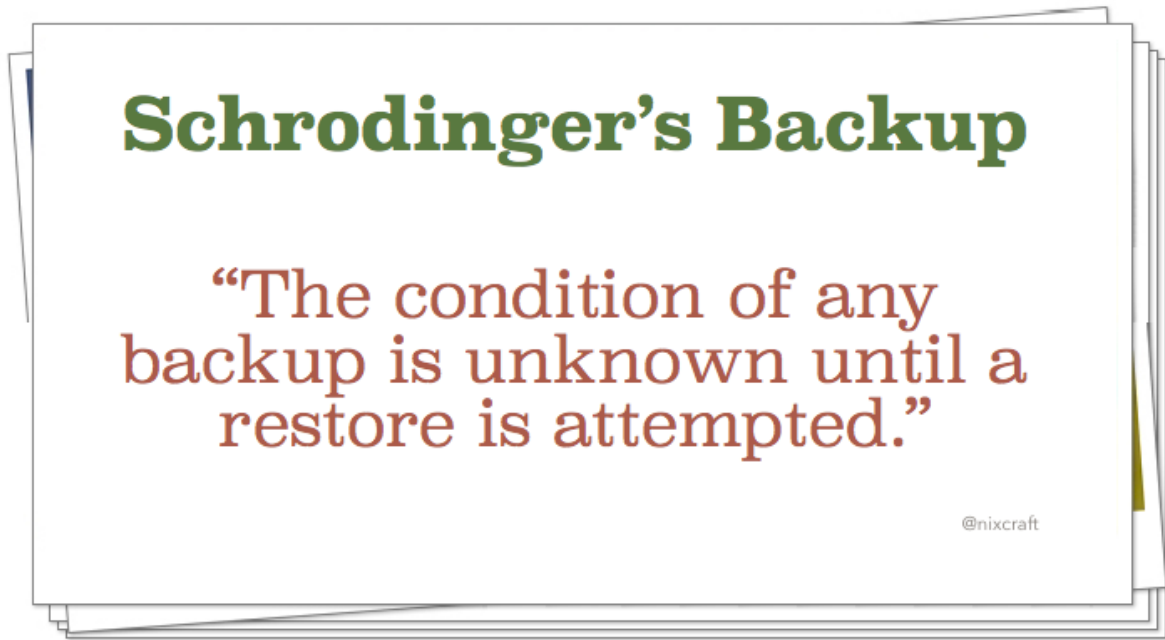 Schrodinger’s Backup
“The condition of any
backup is unknown until a
restore is attempted.”
@nixcraft